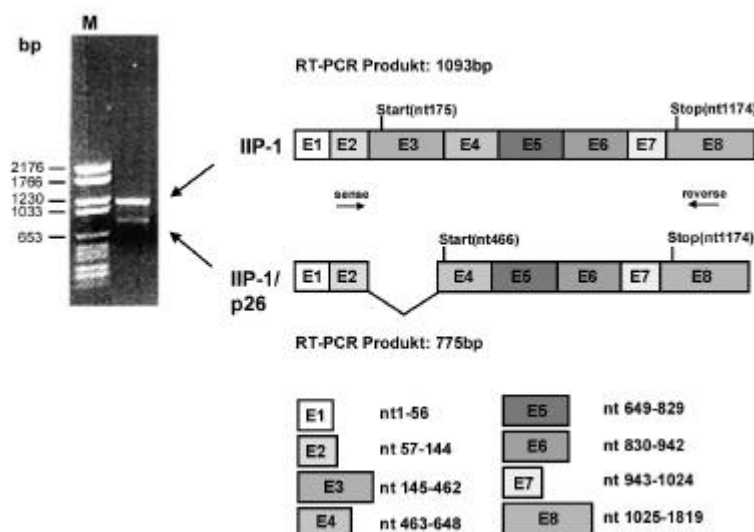 M
bp
RT-PCR Produkt: 1093bp
Start(nt175)
Stop(nt1174)
IIP-1
E1 E2 E3 E4 E5 E6 E7 E8
2176
1766
1230
1033
653
sense
reverse
Start(nt466)
Stop(nt1174)
IIP-1/
p26
E1 E2 E4 E5 E6 E7 E8
RT-PCR Produkt: 775bp
E1 nt1-56
E2 nt 57-144
E3 nt 145-462
E4 nt 463-648
E5 nt 649-829
E6 nt 830-942
E7 nt 943-1024
E8 nt 1025-1819